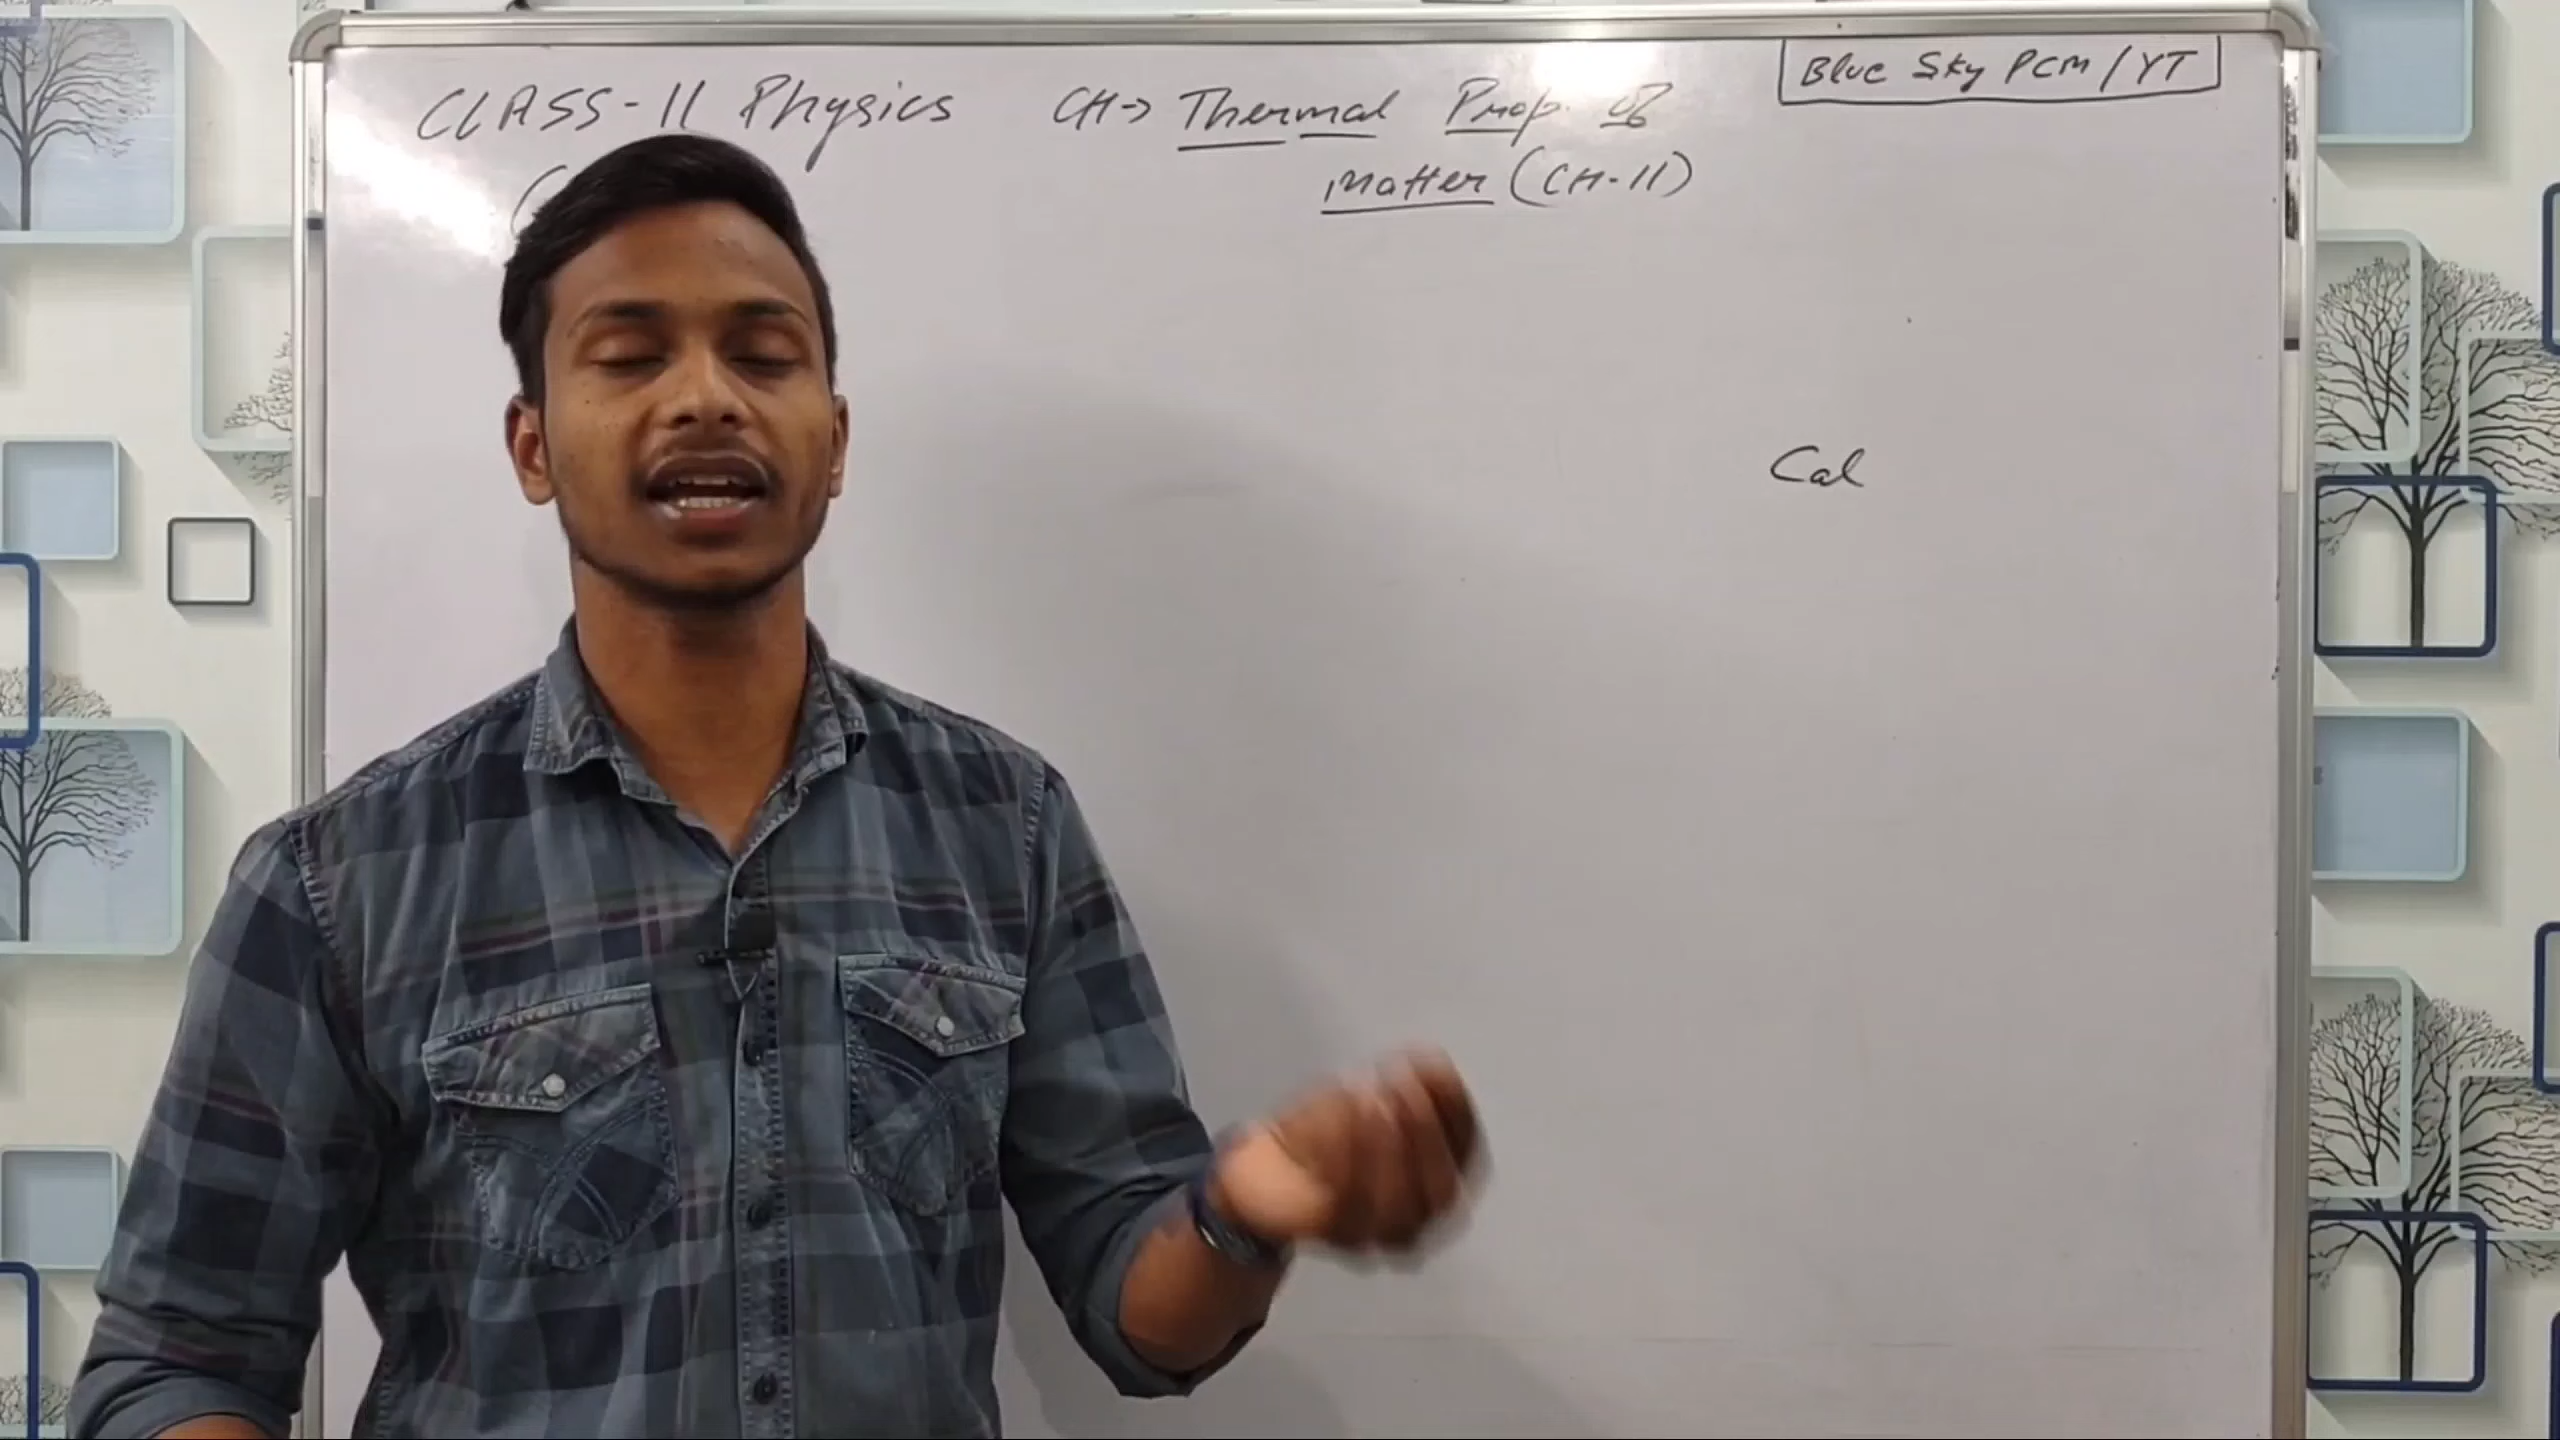 Blue Sky PCM/YT
CLASS-11 Physics CH→ Thermal Prop. of
Matter (CH-11)
(
Cal